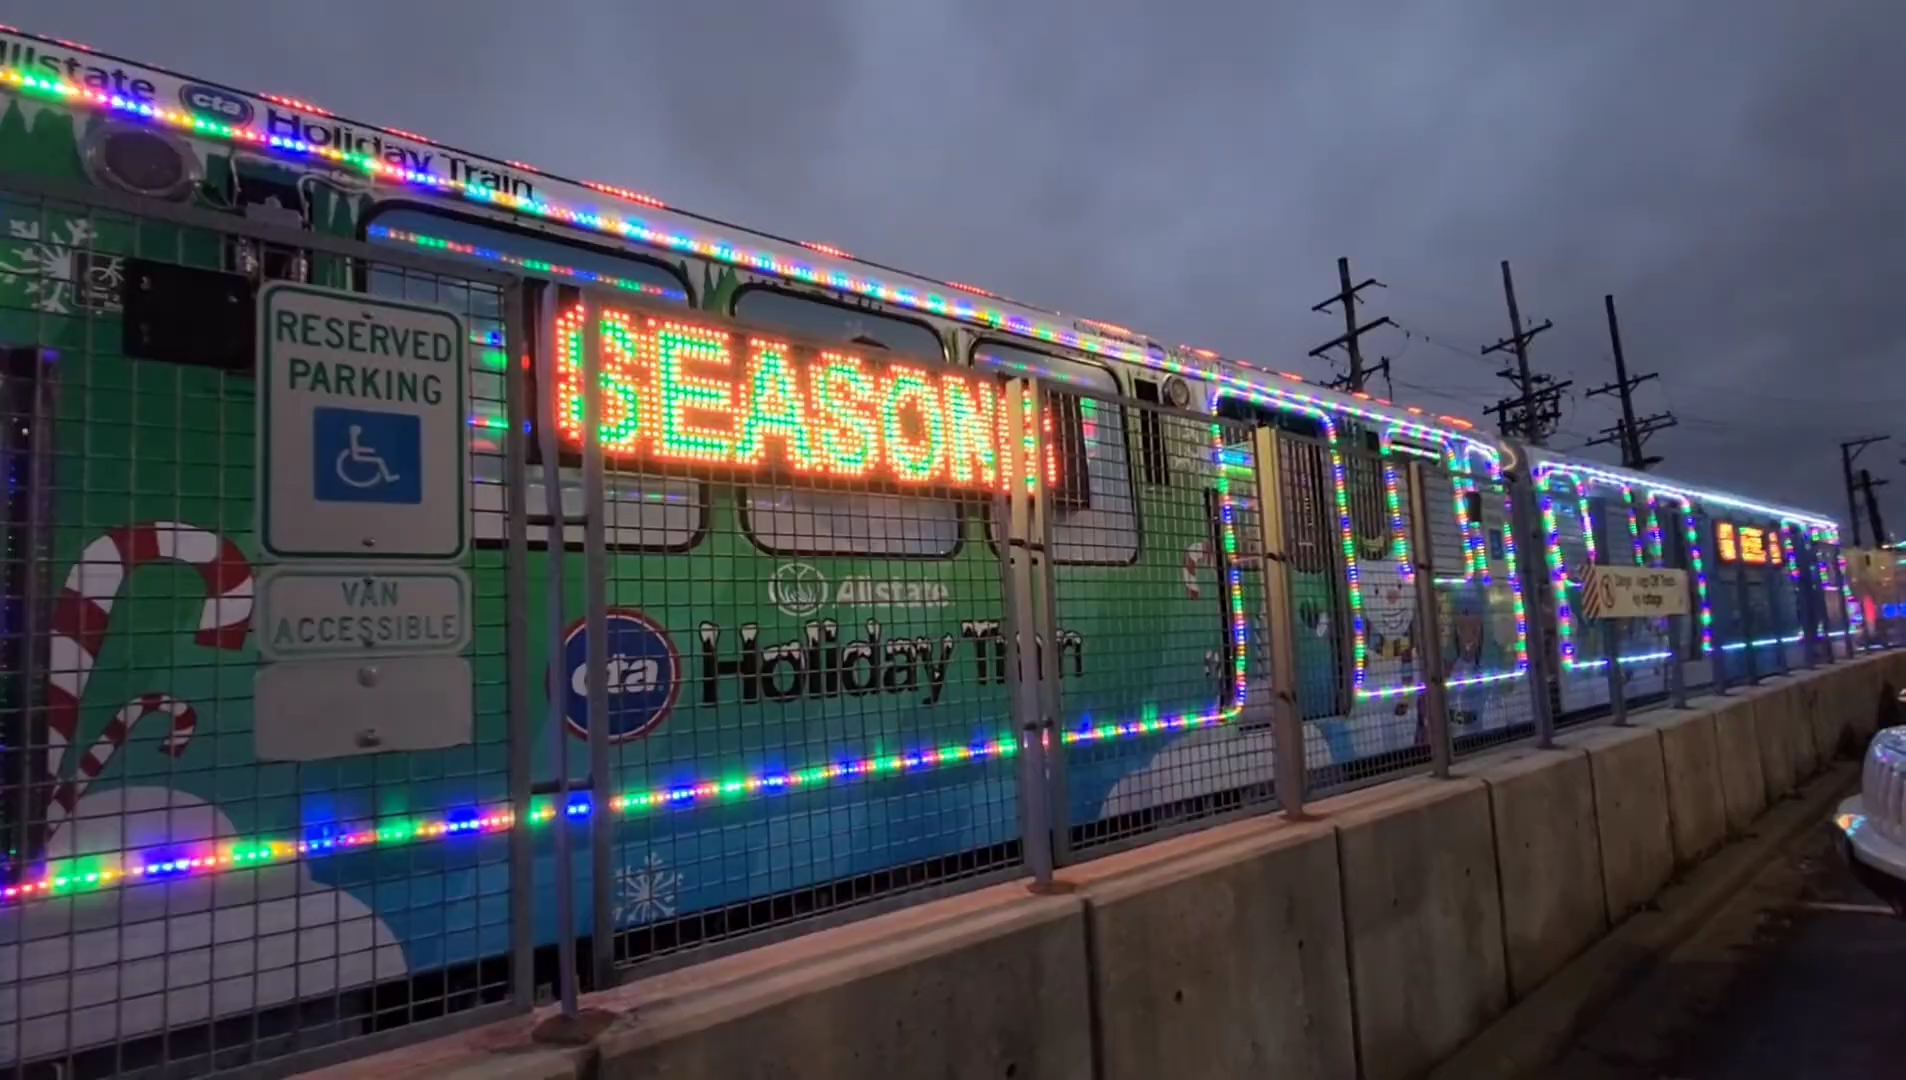 Allstate cta Holiday Train
RESERVED
PARKING
SEASON
VAN
ACCESSIBLE
Allstate
cta Holiday Train